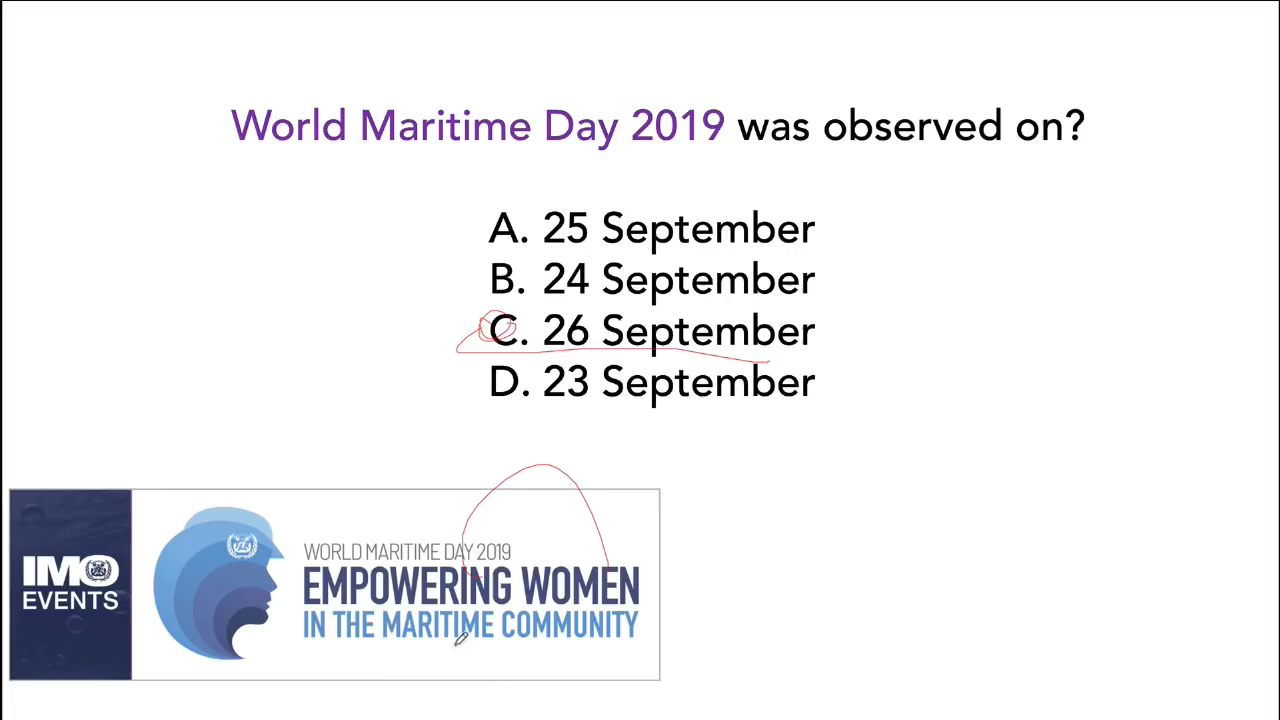 World Maritime Day 2019 was observed on?
A. 25 September
B. 24 September
C. 26 September
D. 23 September
IMO
EVENTS
WORLD MARITIME DAY 2019
EMPOWERING WOMEN
IN THE MARITIME COMMUNITY